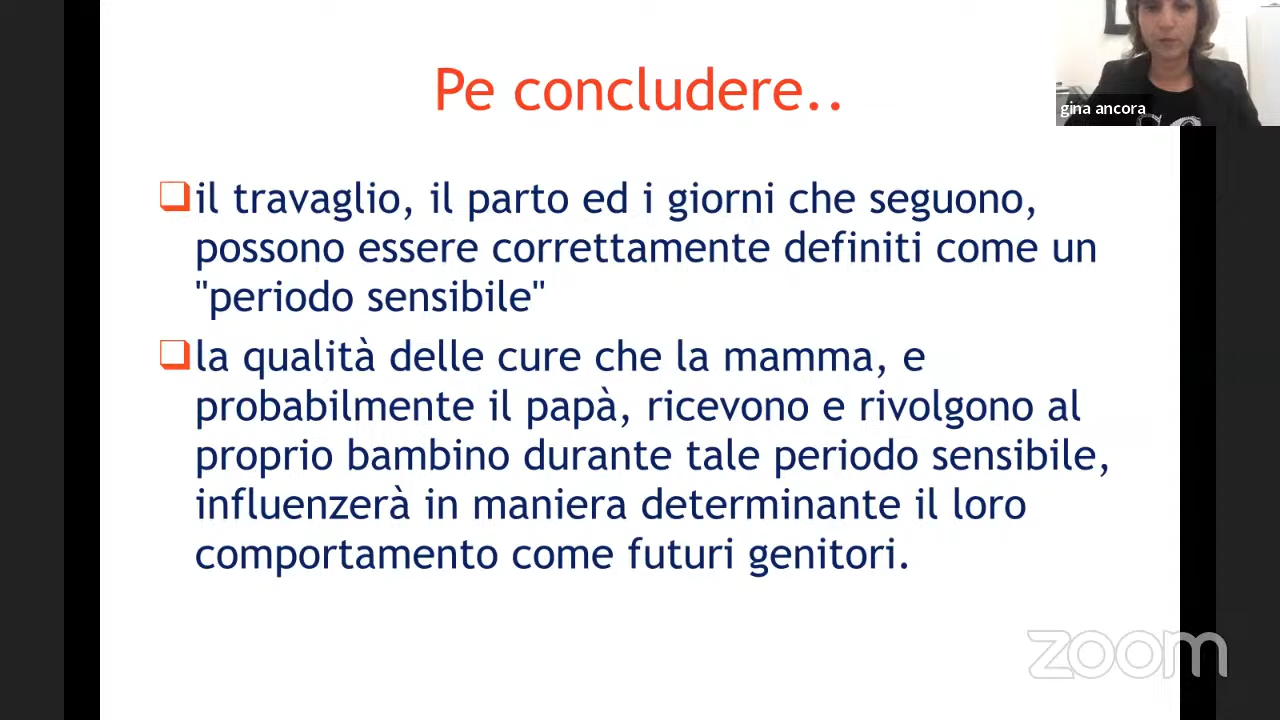 Pe concludere..
gina ancora
il travaglio, il parto ed i giorni che seguono,
possono essere correttamente definiti come un
"periodo sensibile"
la qualità delle cure che la mamma, e
probabilmente il papà, ricevono e rivolgono al
proprio bambino durante tale periodo sensibile,
influenzerà in maniera determinante il loro
comportamento come futuri genitori.
zoom